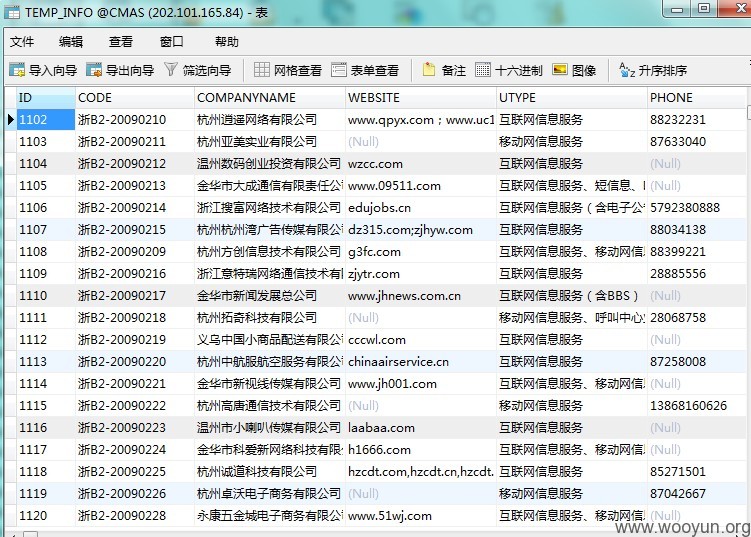 TEMP_INFO @CMAS (202.101.165.84) - 表
文件 编辑 查看 窗口 帮助
导入向导 导出向导 筛选向导 网格查看 表单查看 备注 十六进制 图像 升序排序
ID CODE COMPANYNAME WEBSITE UTYPE PHONE
1102 浙B2-20090210 杭州逍遥网络有限公司 www.qpyx.com；www.uc1 互联网信息服务 88232231
1103 浙B2-20090211 杭州亚美实业有限公司 (Null) 移动网信息服务 87633040
1104 浙B2-20090212 温州数码创业投资有限公司 wzcc.com 互联网信息服务 (Null)
1105 浙B2-20090213 金华市大成通信有限责任公司 www.09511.com 互联网信息服务、短信息、 (Null)
1106 浙B2-20090214 浙江搜富网络技术有限公司 edujobs.cn 互联网信息服务（含电子公 5792380888
1107 浙B2-20090215 杭州杭州湾广告传媒有限公司 dz315.com;zjhyw.com 互联网信息服务 88034138
1108 浙B2-20090209 杭州方创信息技术有限公司 g3fc.com 互联网信息服务、移动网信息 88399221
1109 浙B2-20090216 浙江意特瑞网络通信技术有 zjytr.com 互联网信息服务 28885556
1110 浙B2-20090217 金华市新闻发展总公司 www.jhnews.com.cn 互联网信息服务（含BBS） (Null)
1111 浙B2-20090218 杭州拓奇科技有限公司 (Null) 移动网信息服务、呼叫中心 28068758
1112 浙B2-20090219 义乌中国小商品配送有限公 cccwl.com 互联网信息服务 (Null)
1113 浙B2-20090220 杭州中航服航空服务有限公 chinaairservice.cn 互联网信息服务 87258008
1114 浙B2-20090221 金华市新视线传媒有限公司 www.jh001.com 互联网信息服务、移动网信息 (Null)
1115 浙B2-20090222 杭州高唐通信技术有限公司 (Null) 移动网信息服务 13868160626
1116 浙B2-20090223 温州市小喇叭传媒有限公司 laabaa.com 互联网信息服务 (Null)
1117 浙B2-20090224 金华市科爱新网络科技有限 h1666.com 互联网信息服务、移动网信息 (Null)
1118 浙B2-20090225 杭州诚道科技有限公司 hzcdt.com,hzcdt.cn,hzcdt. 互联网信息服务 85271501
1119 浙B2-20090226 杭州卓沃电子商务有限公司 (Null) 移动网信息服务 87042667
1120 浙B2-20090228 永康五金城电子商务有限公 www.51wj.com 互联网信息服务 (Null)
www.wooyun.org